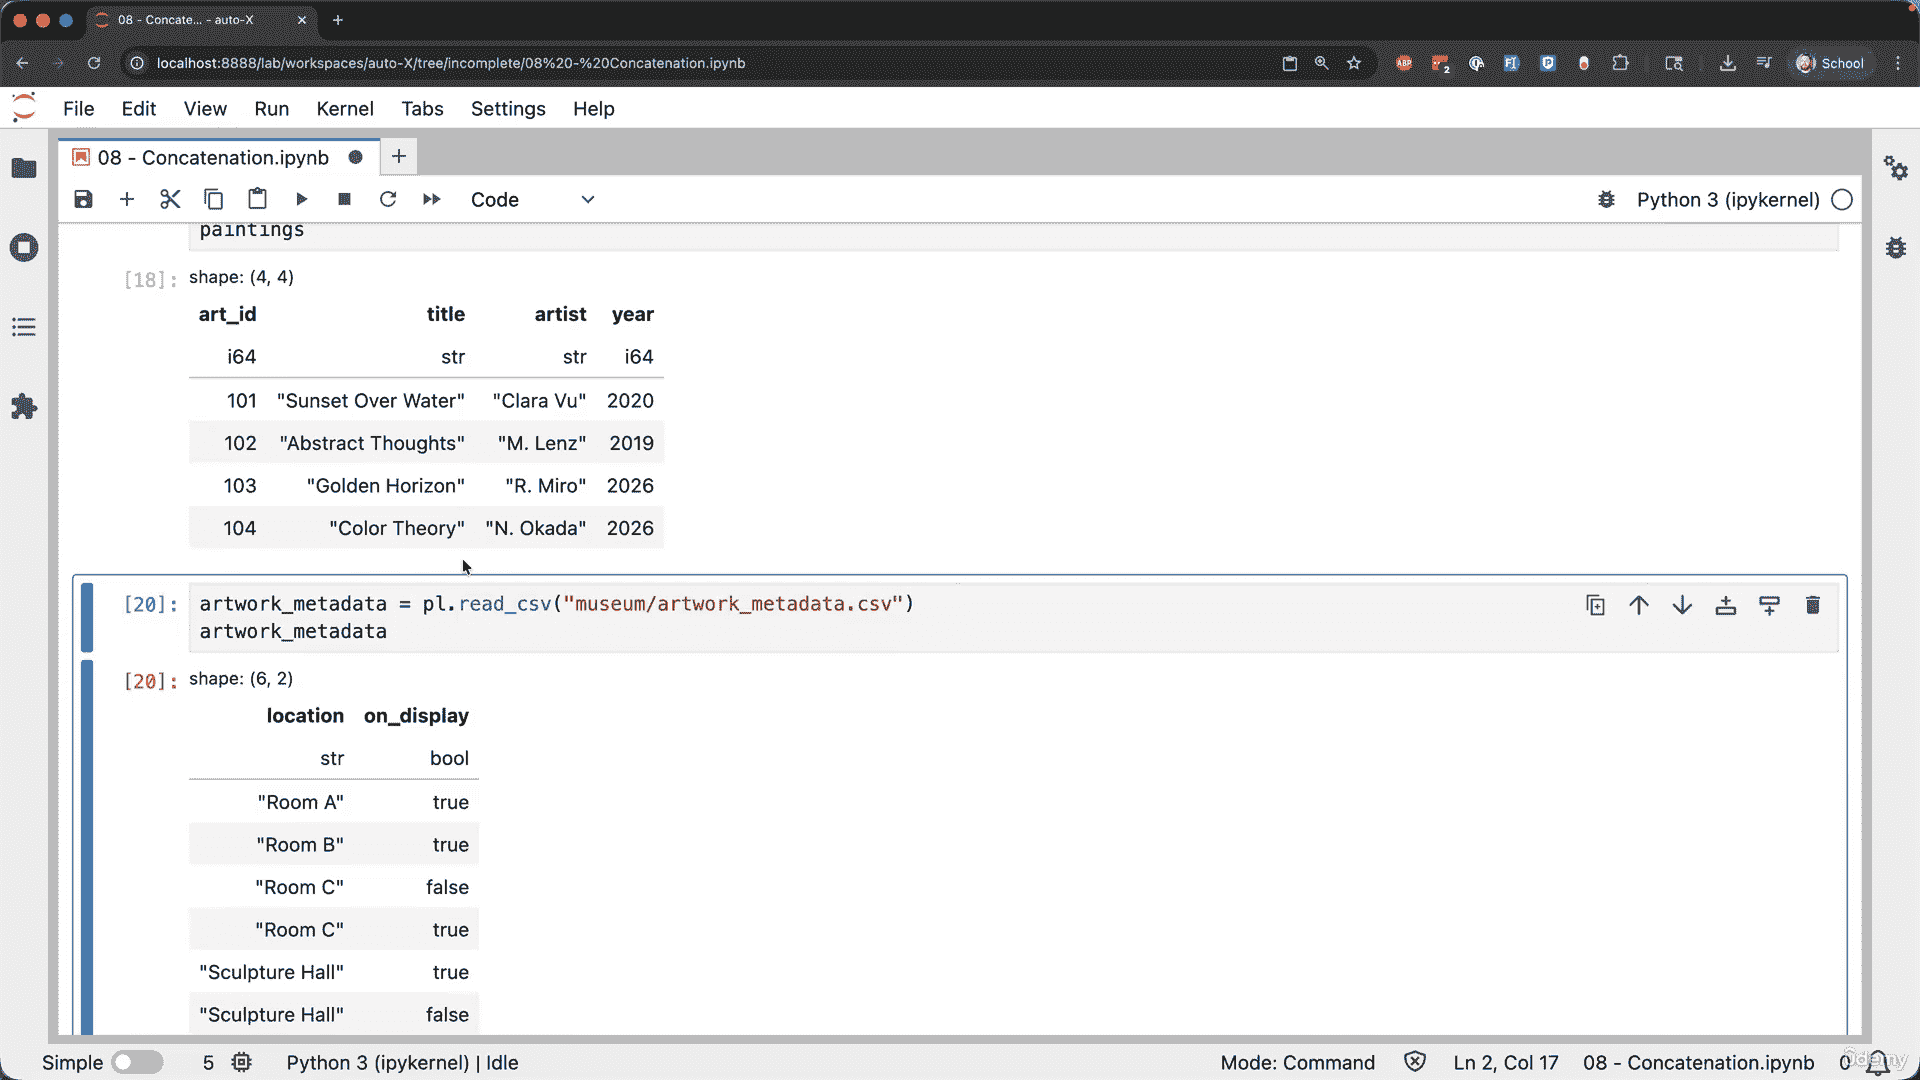 08 - Concate... - auto-X
localhost:8888/lab/workspaces/auto-X/tree/incomplete/08%20-%20Concatenation.ipynb
ABP
2
School
File Edit View Run Kernel Tabs Settings Help
08 - Concatenation.ipynb
Code
Python 3 (ipykernel)
paintings
[18]: shape: (4, 4)
art_id title artist year
i64 str str i64
101 "Sunset Over Water" "Clara Vu" 2020
102 "Abstract Thoughts" "M. Lenz" 2019
103 "Golden Horizon" "R. Miro" 2026
104 "Color Theory" "N. Okada" 2026
[20]: artwork_metadata = pl.read_csv("museum/artwork_metadata.csv")
artwork_metadata
[20]: shape: (6, 2)
location on_display
str bool
"Room A" true
"Room B" true
"Room C" false
"Room C" true
"Sculpture Hall" true
"Sculpture Hall" false
Simple 5 Python 3 (ipykernel) | Idle Mode: Command Ln 2, Col 17 08 - Concatenation.ipynb 0
Udemy